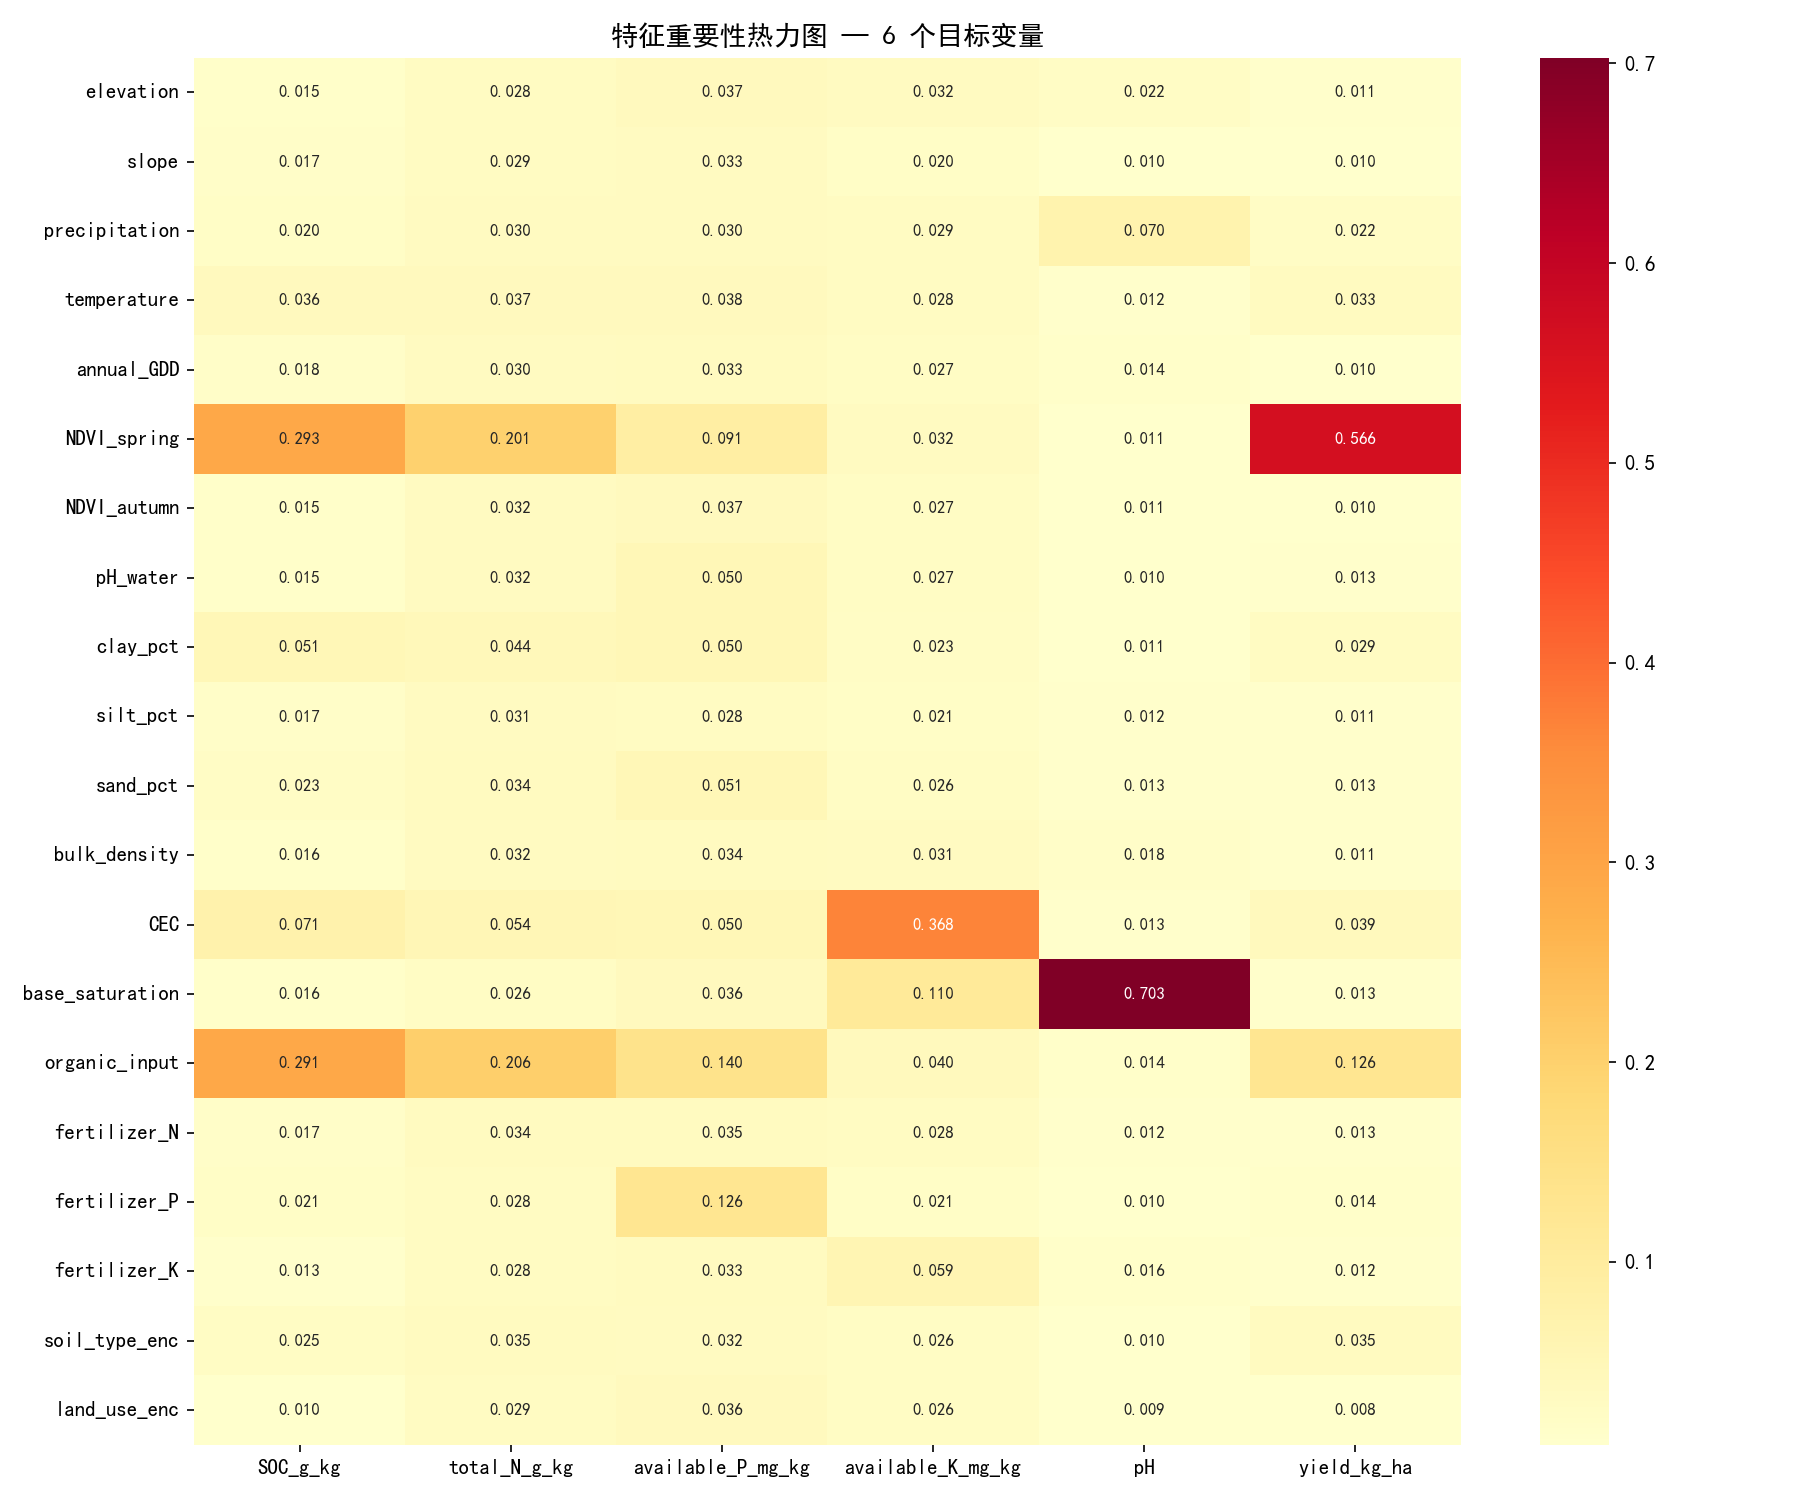 特征重要性热力图 — 6 个目标变量
elevation 0.015 0.028 0.037 0.032 0.022 0.011
slope 0.017 0.029 0.033 0.020 0.010 0.010
precipitation 0.020 0.030 0.030 0.029 0.070 0.022
temperature 0.036 0.037 0.038 0.028 0.012 0.033
annual_GDD 0.018 0.030 0.033 0.027 0.014 0.010
NDVI_spring 0.293 0.201 0.091 0.032 0.011 0.566
NDVI_autumn 0.015 0.032 0.037 0.027 0.011 0.010
pH_water 0.015 0.032 0.050 0.027 0.010 0.013
clay_pct 0.051 0.044 0.050 0.023 0.011 0.029
silt_pct 0.017 0.031 0.028 0.021 0.012 0.011
sand_pct 0.023 0.034 0.051 0.026 0.013 0.013
bulk_density 0.016 0.032 0.034 0.031 0.018 0.011
CEC 0.071 0.054 0.050 0.368 0.013 0.039
base_saturation 0.016 0.026 0.036 0.110 0.703 0.013
organic_input 0.291 0.206 0.140 0.040 0.014 0.126
fertilizer_N 0.017 0.034 0.035 0.028 0.012 0.013
fertilizer_P 0.021 0.028 0.126 0.021 0.010 0.014
fertilizer_K 0.013 0.028 0.033 0.059 0.016 0.012
soil_type_enc 0.025 0.035 0.032 0.026 0.010 0.035
land_use_enc 0.010 0.029 0.036 0.026 0.009 0.008
SOC_g_kg total_N_g_kg available_P_mg_kg available_K_mg_kg pH yield_kg_ha
0.7
0.6
0.5
0.4
0.3
0.2
0.1